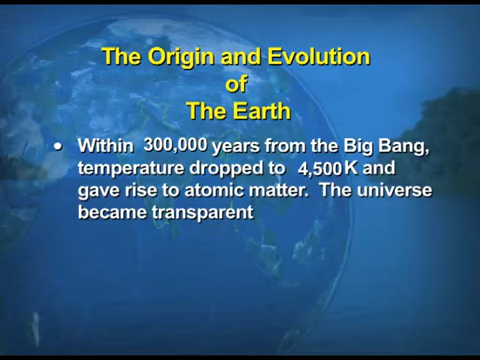 The Origin and Evolution
of
The Earth
• Within 300,000 years from the Big Bang,
temperature dropped to 4,500K and
gave rise to atomic matter. The universe
became transparent